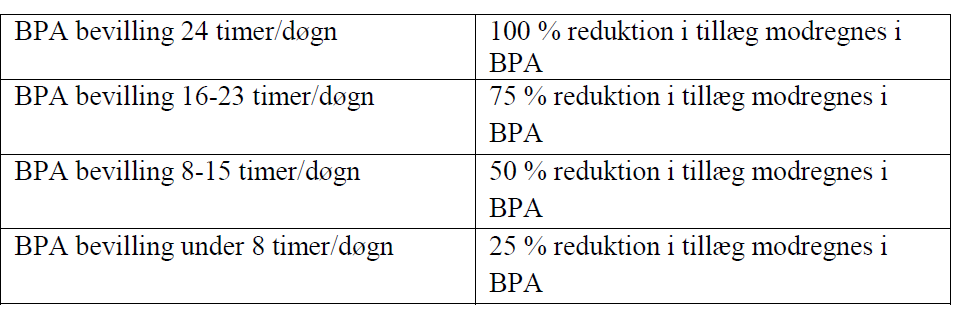 BPA bevilling 24 timer/døgn
100 % reduktion i tillæg modregnes i
BPA
BPA bevilling 16-23 timer/døgn
75 % reduktion i tillæg modregnes i
BPA
BPA bevilling 8-15 timer/døgn
50 % reduktion i tillæg modregnes i
BPA
BPA bevilling under 8 timer/døgn
25 % reduktion i tillæg modregnes i
BPA